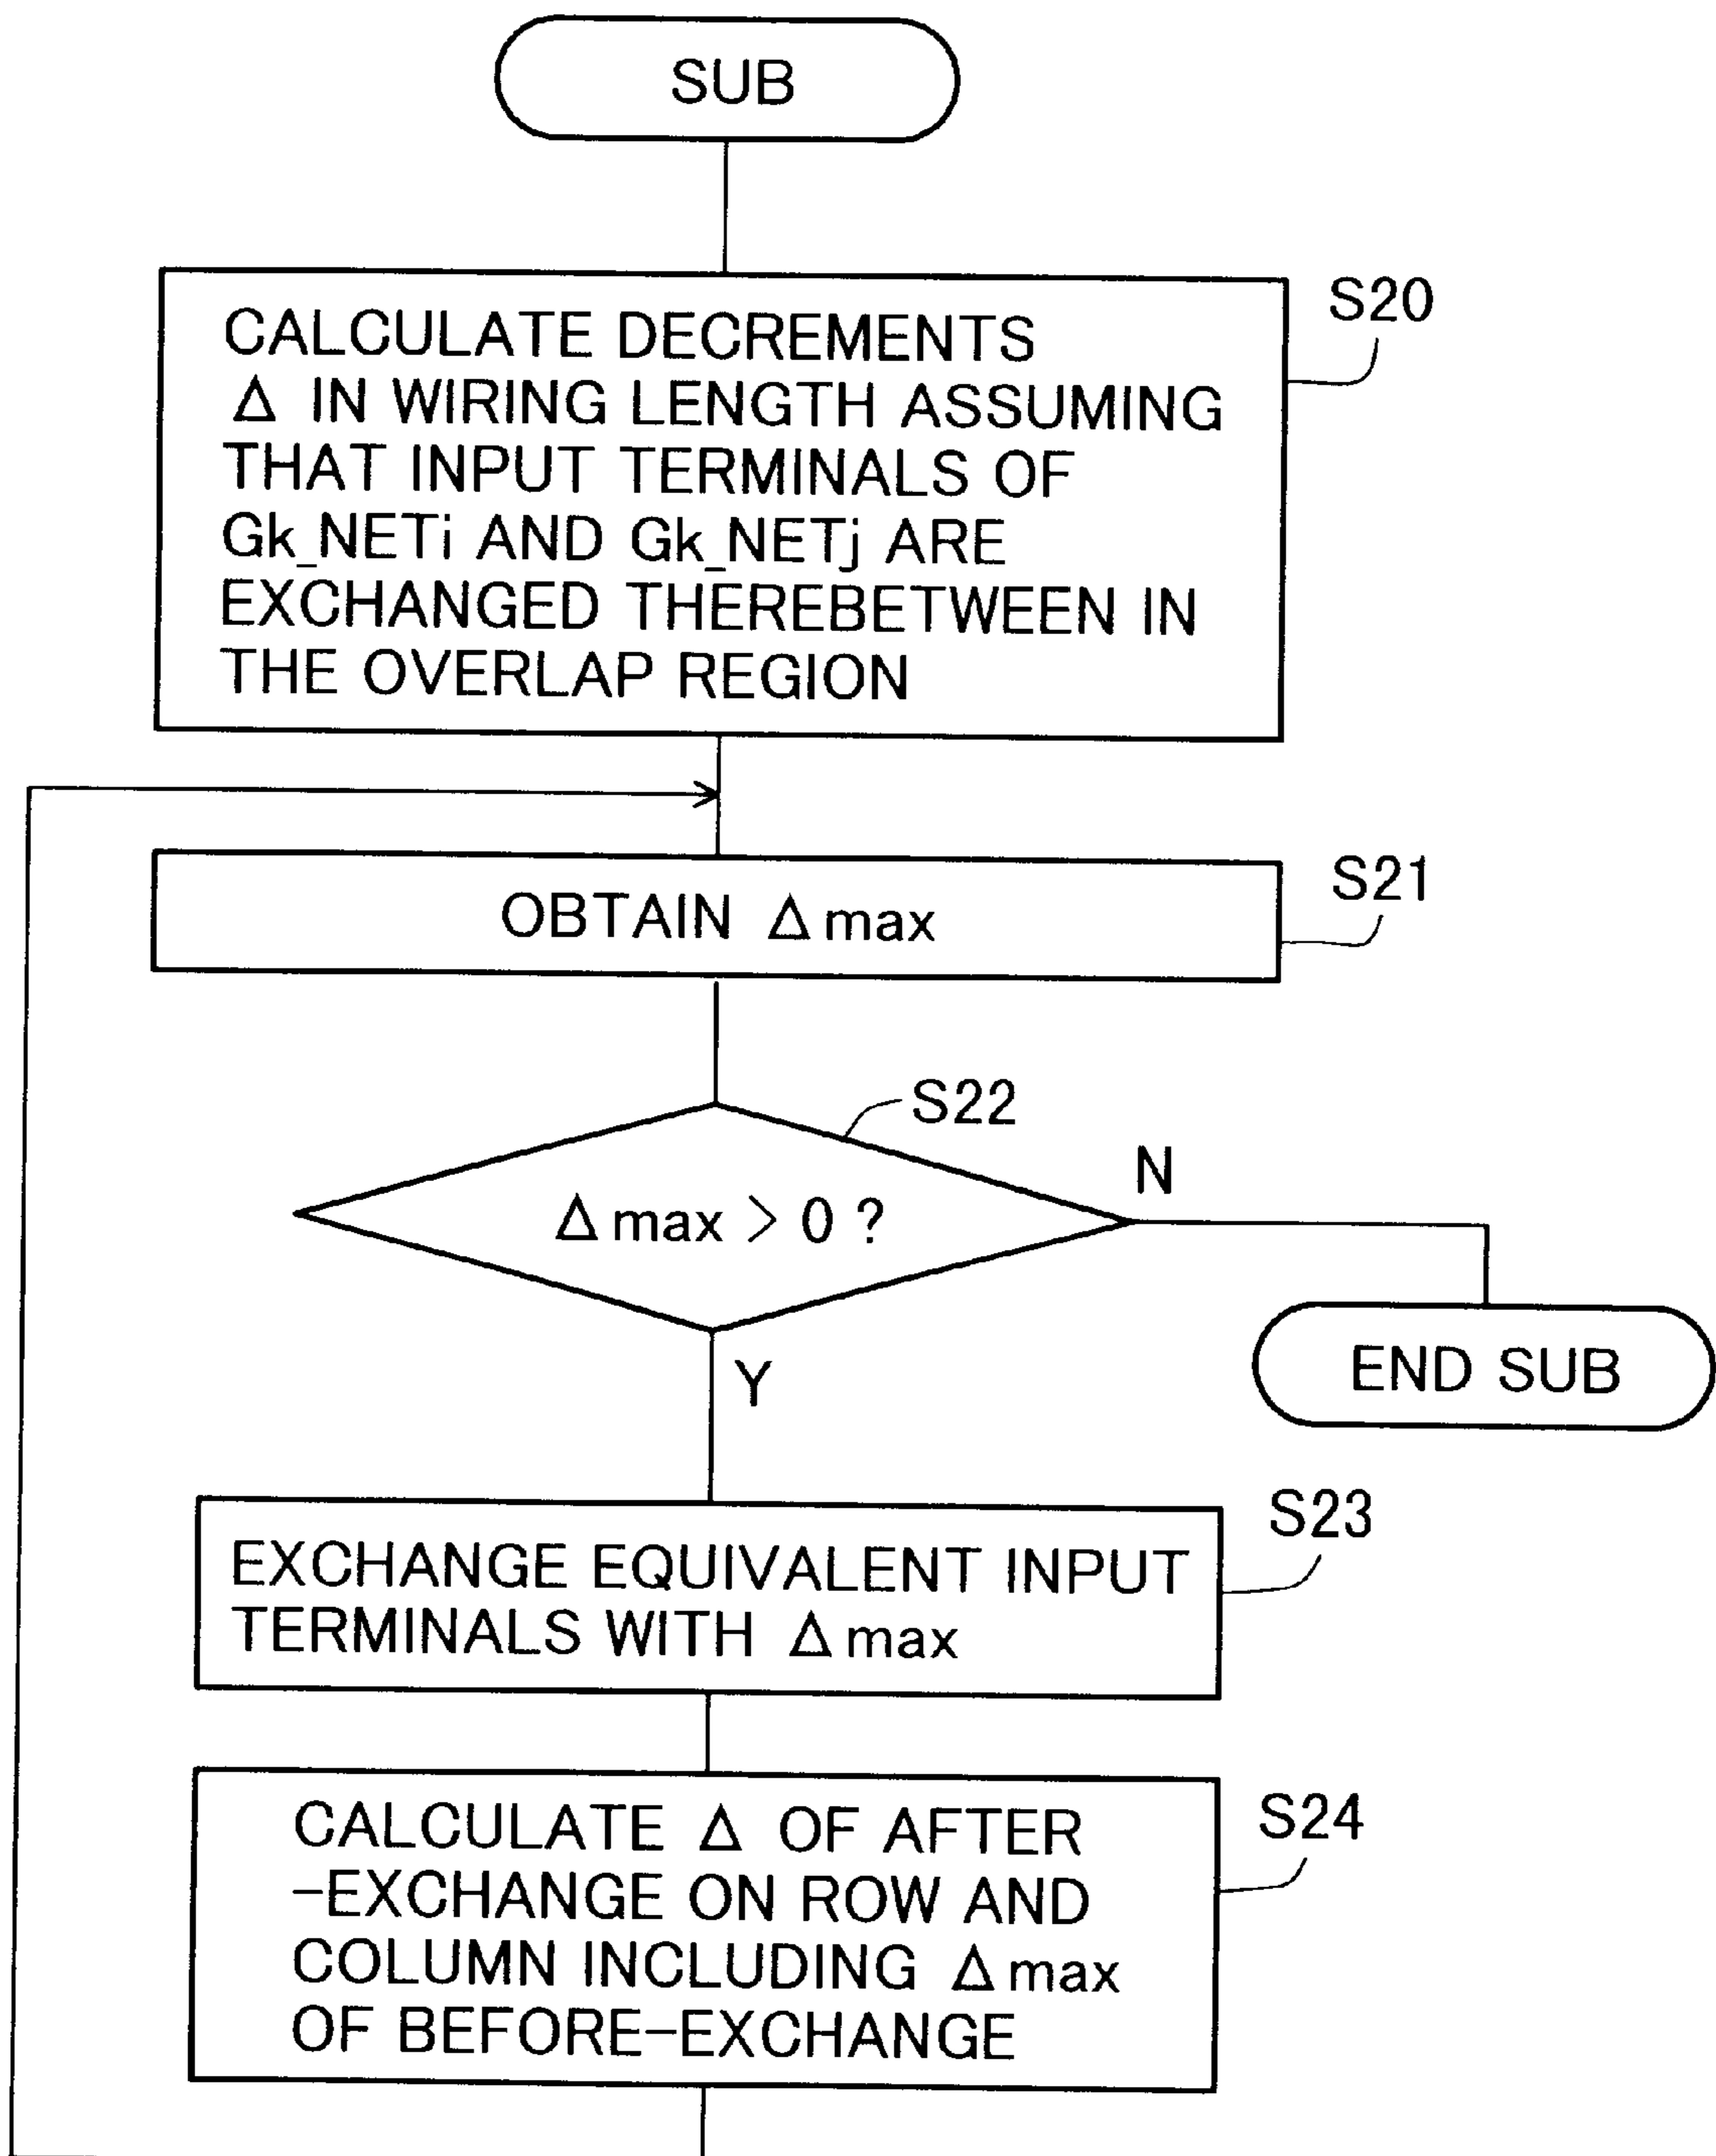 SUB
S20
CALCULATE DECREMENTS
Δ IN WIRING LENGTH ASSUMING
THAT INPUT TERMINALS OF
Gk_NETi AND Gk_NETj ARE
EXCHANGED THEREBETWEEN IN
THE OVERLAP REGION
S21
OBTAIN Δmax
S22
N
Δmax > 0 ?
END SUB
Y
S23
EXCHANGE EQUIVALENT INPUT
TERMINALS WITH Δmax
S24
CALCULATE Δ OF AFTER
-EXCHANGE ON ROW AND
COLUMN INCLUDING Δmax
OF BEFORE-EXCHANGE